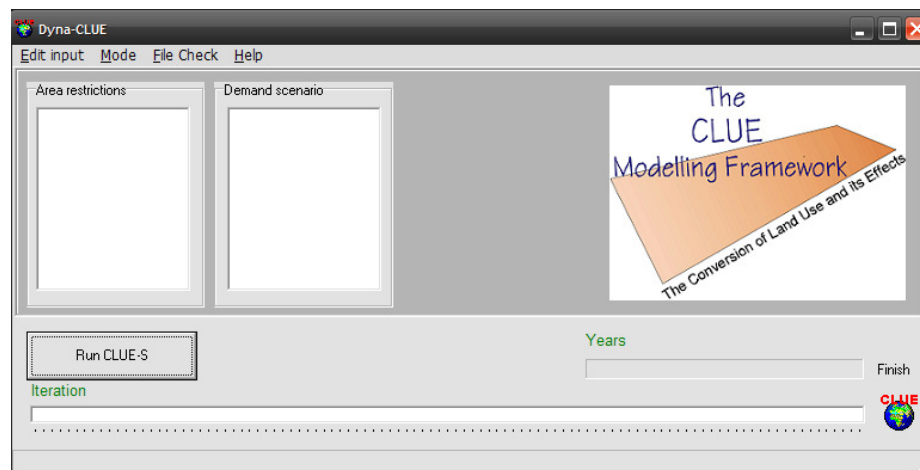 Dyna-CLUE
Edit input Mode File Check Help
Area restrictions
Demand scenario
The
CLUE
Modelling Framework
The Conversion of Land Use and its Effects
Run CLUE-S
Years
Finish
Iteration
CLUE